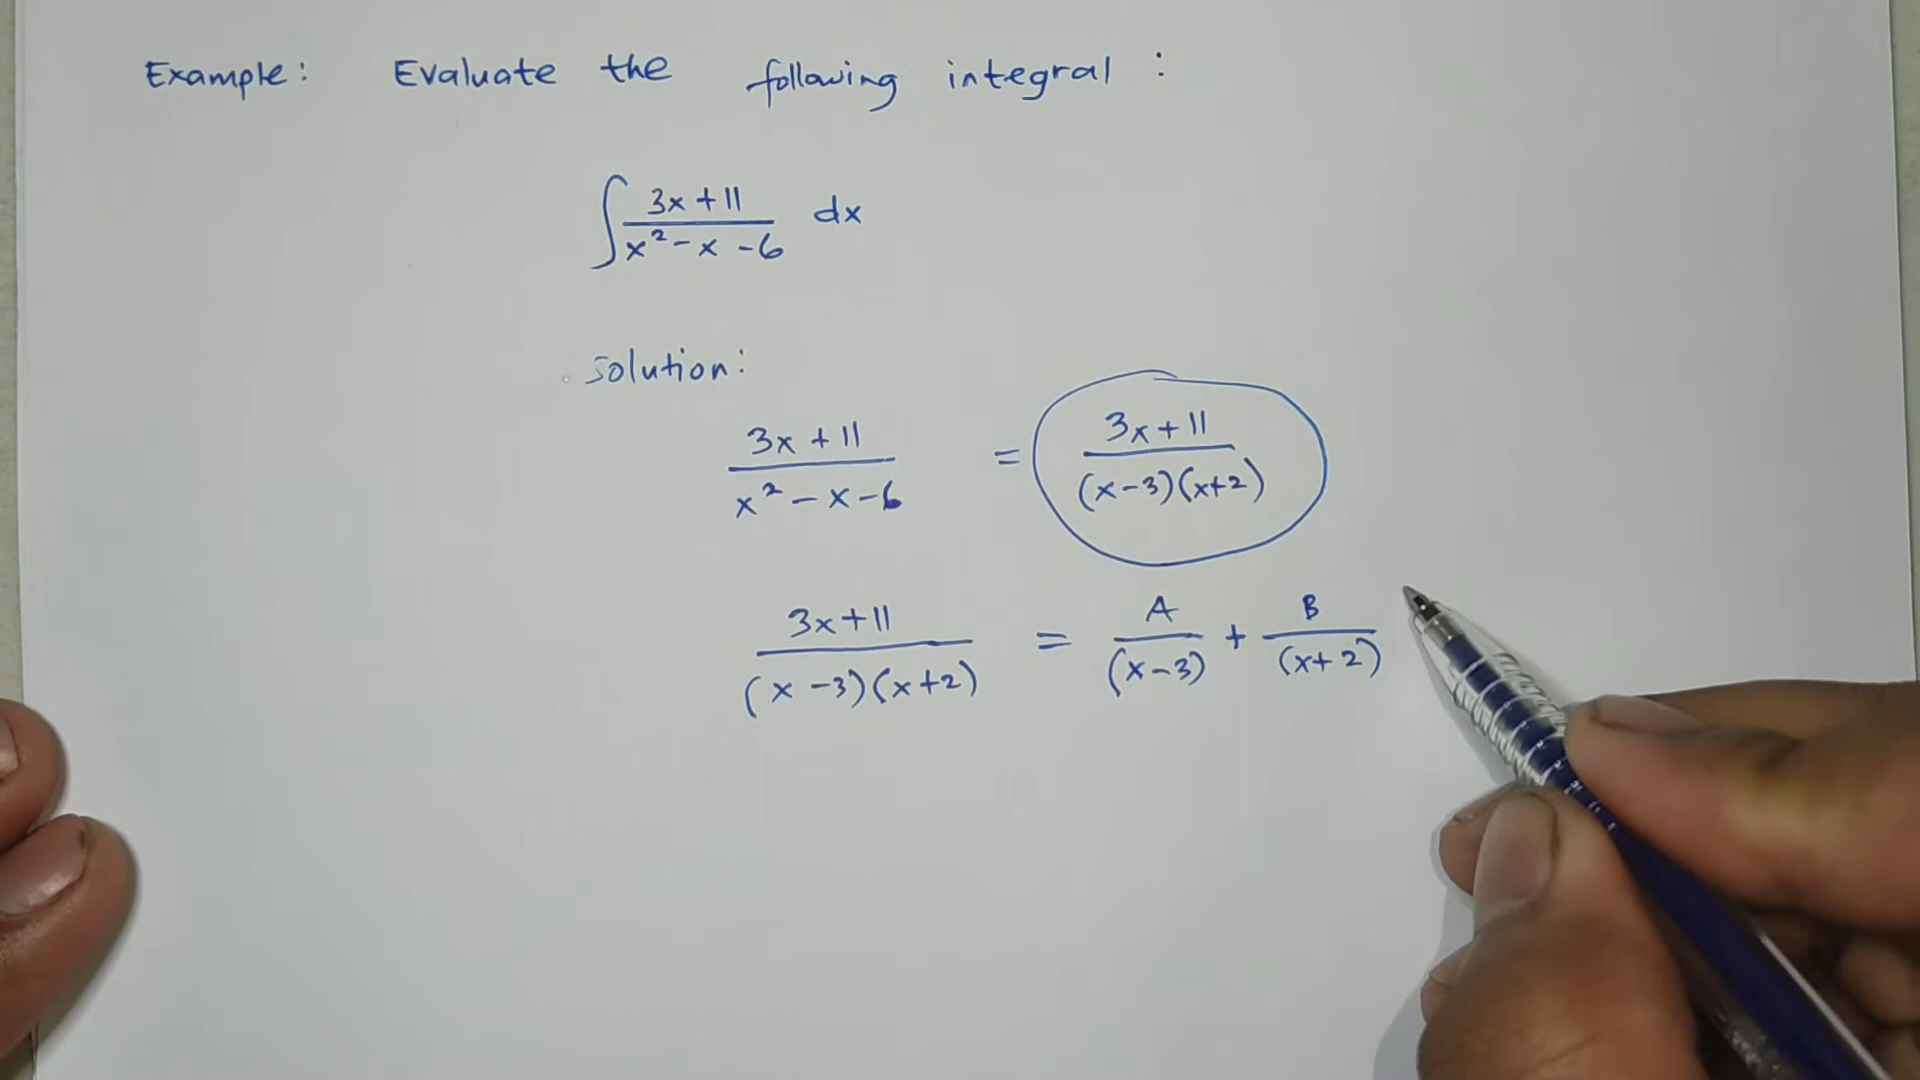 Example: Evaluate the following integral:
∫ (3x+11)/(x²-x-6) dx
Solution:
(3x+11)/(x²-x-6) = (3x+11)/((x-3)(x+2))
(3x+11)/((x-3)(x+2)) = A/(x-3) + B/(x+2)